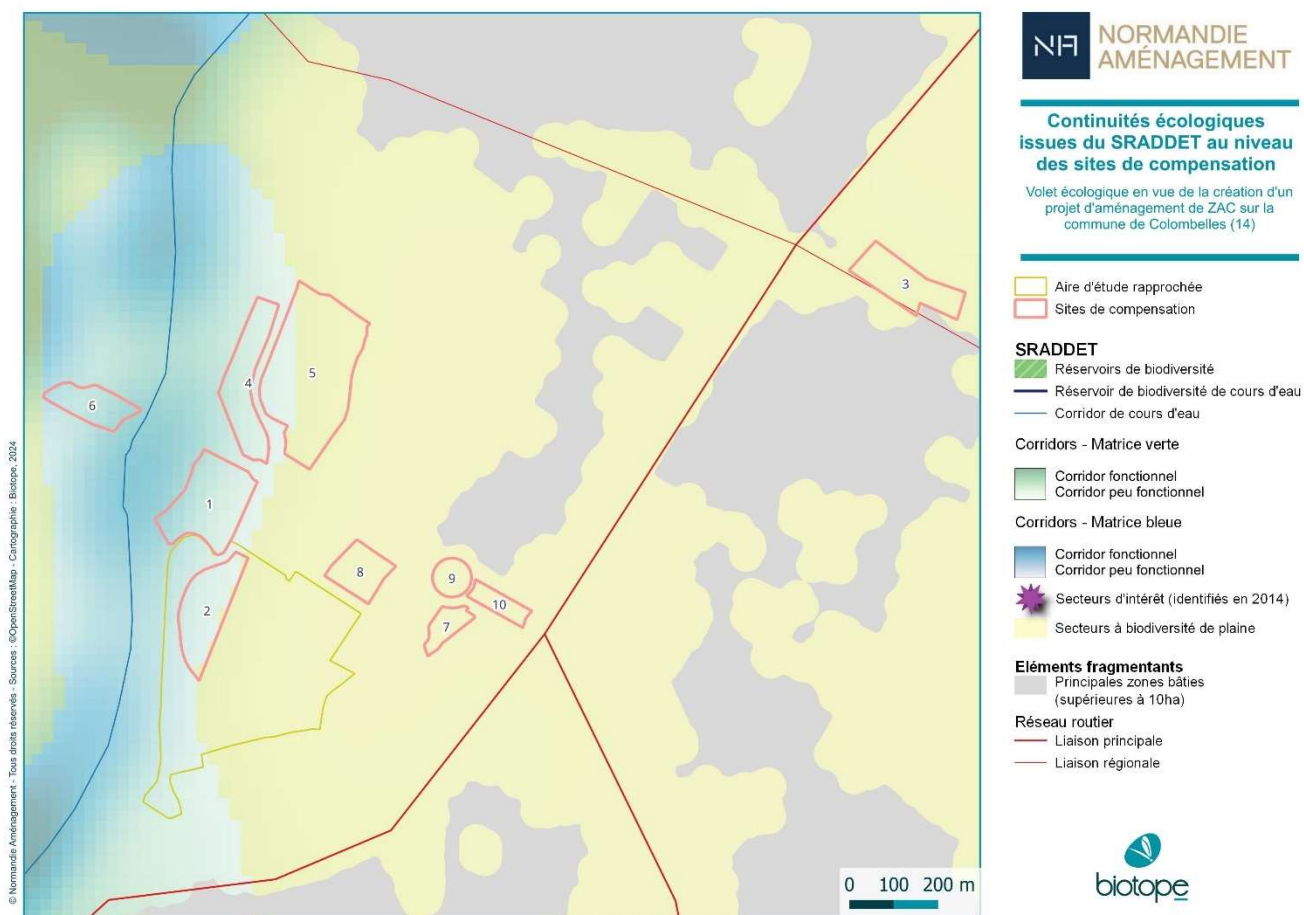 NA NORMANDIE
AMÉNAGEMENT
Continuités écologiques
issues du SRADDET au niveau
des sites de compensation
Volet écologique en vue de la création d'un
projet d'aménagement de ZAC sur la
commune de Colombelles (14)
Aire d'étude rapprochée
Sites de compensation
SRADDET
Réservoirs de biodiversité
Réservoir de biodiversité de cours d'eau
Corridor de cours d'eau
Corridors - Matrice verte
Corridor fonctionnel
Corridor peu fonctionnel
Corridors - Matrice bleue
Corridor fonctionnel
Corridor peu fonctionnel
Secteurs d'intérêt (identifiés en 2014)
Secteurs à biodiversité de plaine
Eléments fragmentants
Principales zones bâties
(supérieures à 10ha)
Réseau routier
Liaison principale
Liaison régionale
biotope
3
5
4
6
1
8
9
10
2
7
0 100 200 m
© Normandie Aménagement - Tous droits réservés - Sources : ©OpenStreetMap - Cartographie : Biotope, 2024